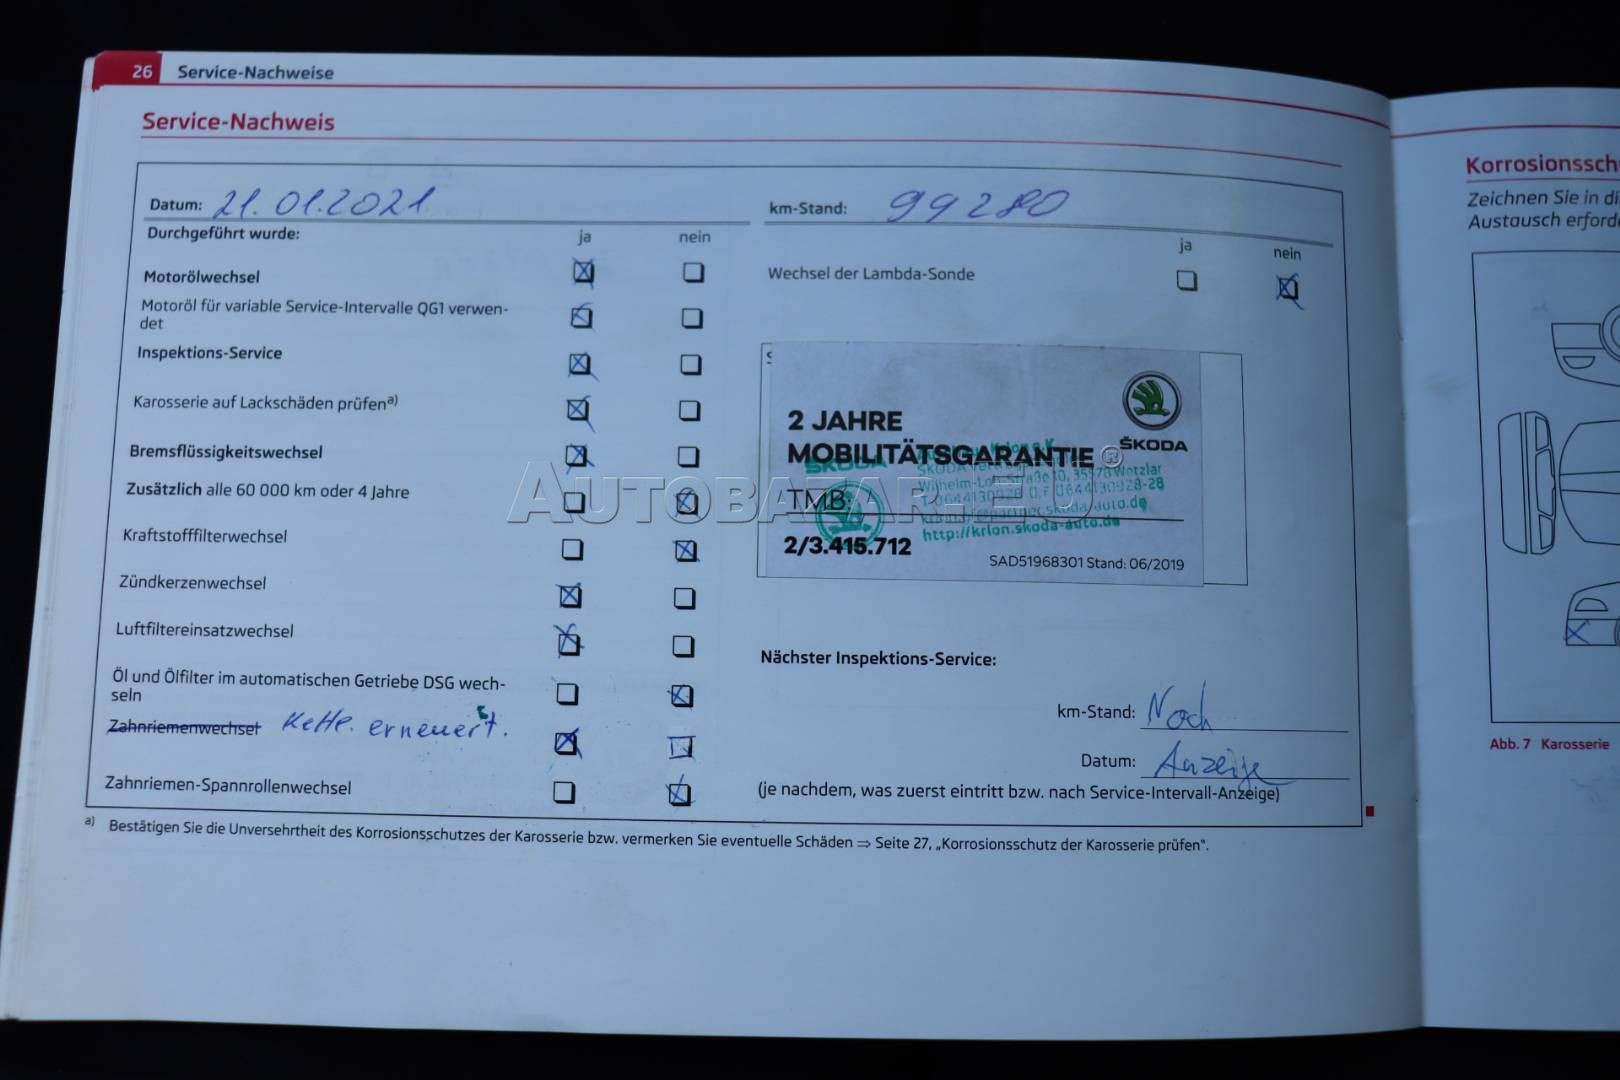 26 Service-Nachweise
Service-Nachweis
Datum: 21.01.2021
km-Stand: 99280
Durchgeführt wurde:
ja nein
ja nein
Motorölwechsel
Wechsel der Lambda-Sonde
Motoröl für variable Service-Intervalle QG1 verwen-
det
Inspektions-Service
Karosserie auf Lackschäden prüfen a)
Bremsflüssigkeitswechsel
Zusätzlich alle 60 000 km oder 4 Jahre
Kraftstofffilterwechsel
Zündkerzenwechsel
Luftfiltereinsatzwechsel
Öl und Ölfilter im automatischen Getriebe DSG wech-
seln
Zahnriemenwechsel Kette erneuert.
Zahnriemen-Spannrollenwechsel
2 JAHRE
MOBILITÄTSGARANTIE
ŠKODA
TMB:
2/3.415.712
SAD51968301 Stand: 06/2019
ŠKODA
35576 Wetzlar
http://krion.skoda-auto.de
AUTOBAZAR.EU®
Nächster Inspektions-Service:
km-Stand: Nach
Datum: Anzeige
(je nachdem, was zuerst eintritt bzw. nach Service-Intervall-Anzeige)
a) Bestätigen Sie die Unversehrtheit des Korrosionsschutzes der Karosserie bzw. vermerken Sie eventuelle Schäden ⇒ Seite 27, „Korrosionsschutz der Karosserie prüfen".
Korrosionssch
Zeichnen Sie in di
Austausch erforde
Abb. 7 Karosserie